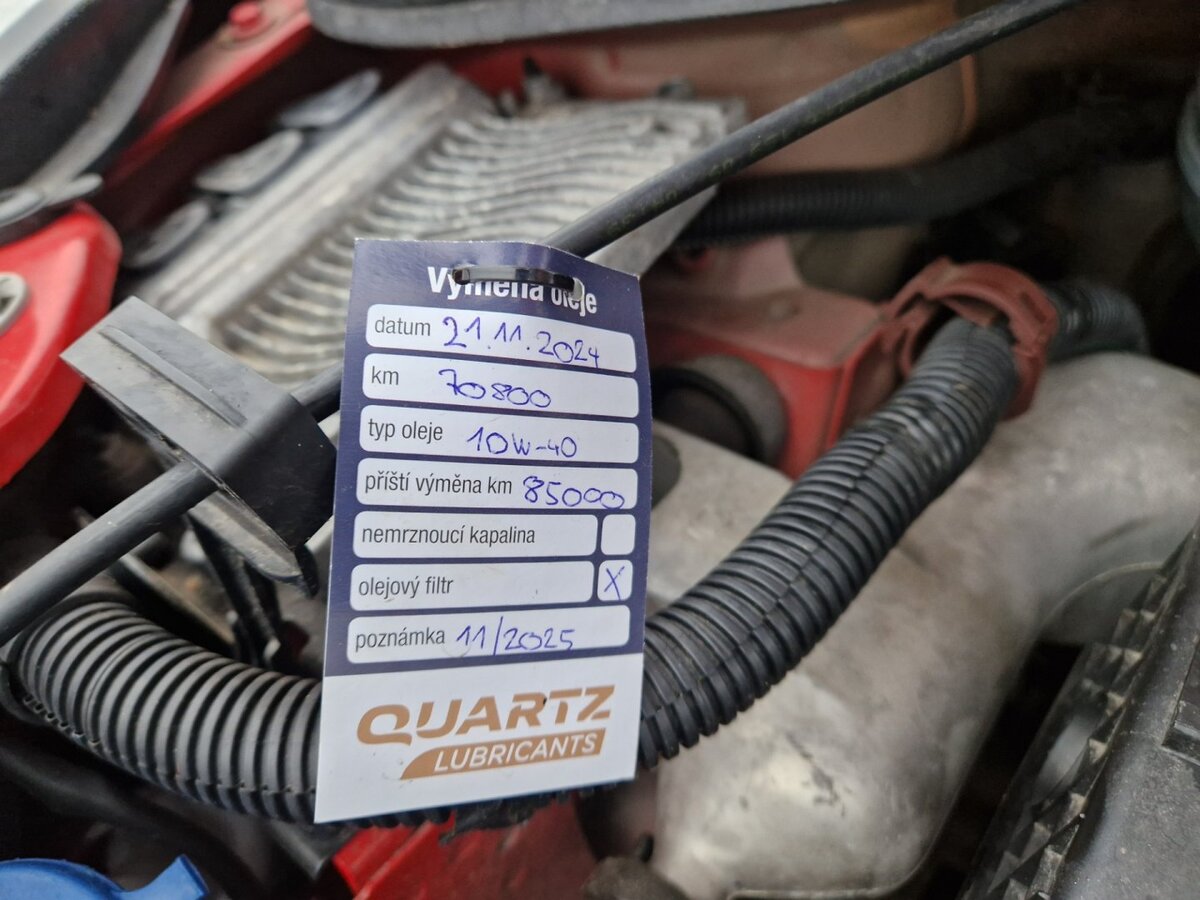 Výměna oleje
datum 21.11.2024
km 70800
typ oleje 10W-40
příští výměna km 85000
nemrznoucí kapalina
olejový filtr X
poznámka 11/2025
QUARTZ
LUBRICANTS